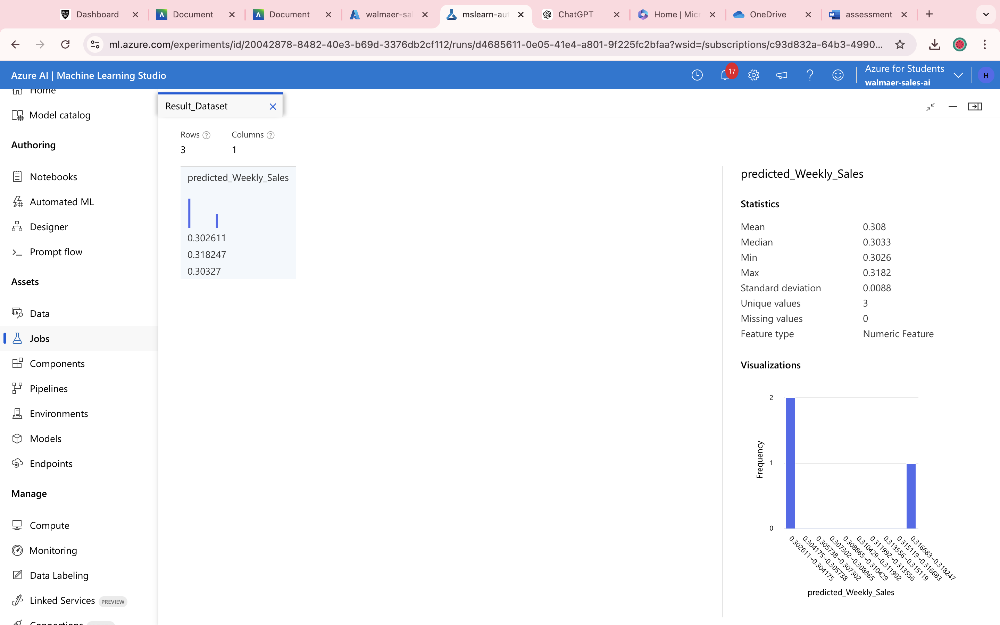 Dashboard
Document
Document
walmaer-sal
mslearn-aut
ChatGPT
Home | Micr
OneDrive
assessment
ml.azure.com/experiments/id/20042878-8482-40e3-b69d-3376db2cf112/runs/d4685611-0e05-41e4-a801-9f225fc2bfaa?wsid=/subscriptions/c93d832a-64b3-4990...
Azure AI | Machine Learning Studio
17
Azure for Students
walmaer-sales-ai
H
Home
Model catalog
Authoring
Notebooks
Automated ML
Designer
Prompt flow
Assets
Data
Jobs
Components
Pipelines
Environments
Models
Endpoints
Manage
Compute
Monitoring
Data Labeling
Linked Services PREVIEW
Connections PREVIEW
Result_Dataset
Rows
Columns
3
1
predicted_Weekly_Sales
0.302611
0.318247
0.30327
predicted_Weekly_Sales
Statistics
Mean 0.308
Median 0.3033
Min 0.3026
Max 0.3182
Standard deviation 0.0088
Unique values 3
Missing values 0
Feature type Numeric Feature
Visualizations
2
1
0
Frequency
0.302611~0.304175
0.304175~0.305738
0.305738~0.307302
0.307302~0.308865
0.308865~0.310429
0.310429~0.311992
0.311992~0.313556
0.313556~0.315119
0.315119~0.316683
0.316683~0.318247
predicted_Weekly_Sales